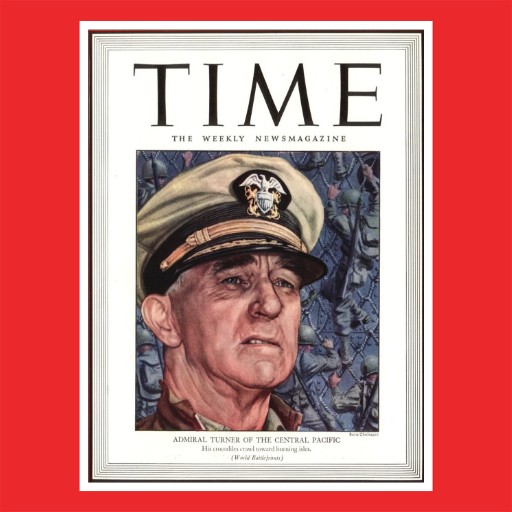 TIME
THE WEEKLY NEWSMAGAZINE
ADMIRAL TURNER OF THE CENTRAL PACIFIC
His crocodiles crawl toward burning isles.
(World Battlefronts)